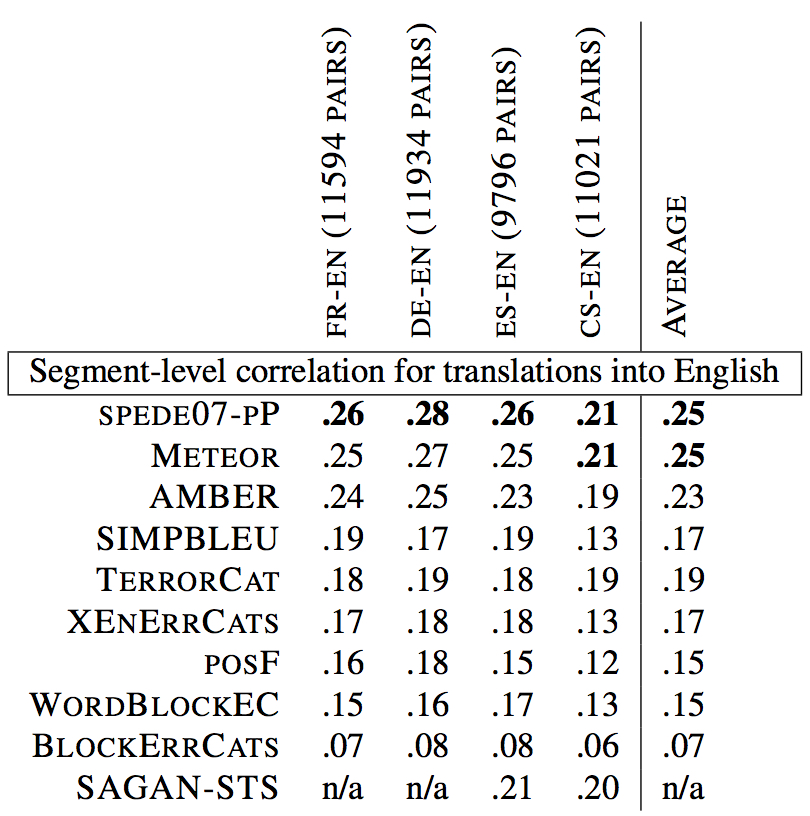 FR-EN (11594 PAIRS)
DE-EN (11934 PAIRS)
ES-EN (9796 PAIRS)
CS-EN (11021 PAIRS)
AVERAGE
Segment-level correlation for translations into English
SPEDE07-PP .26 .28 .26 .21 .25
METEOR .25 .27 .25 .21 .25
AMBER .24 .25 .23 .19 .23
SIMPBLEU .19 .17 .19 .13 .17
TERRORCAT .18 .19 .18 .19 .19
XENERRCATS .17 .18 .18 .13 .17
POSF .16 .18 .15 .12 .15
WORDBLOCKEC .15 .16 .17 .13 .15
BLOCKERRCATS .07 .08 .08 .06 .07
SAGAN-STS n/a n/a .21 .20 n/a